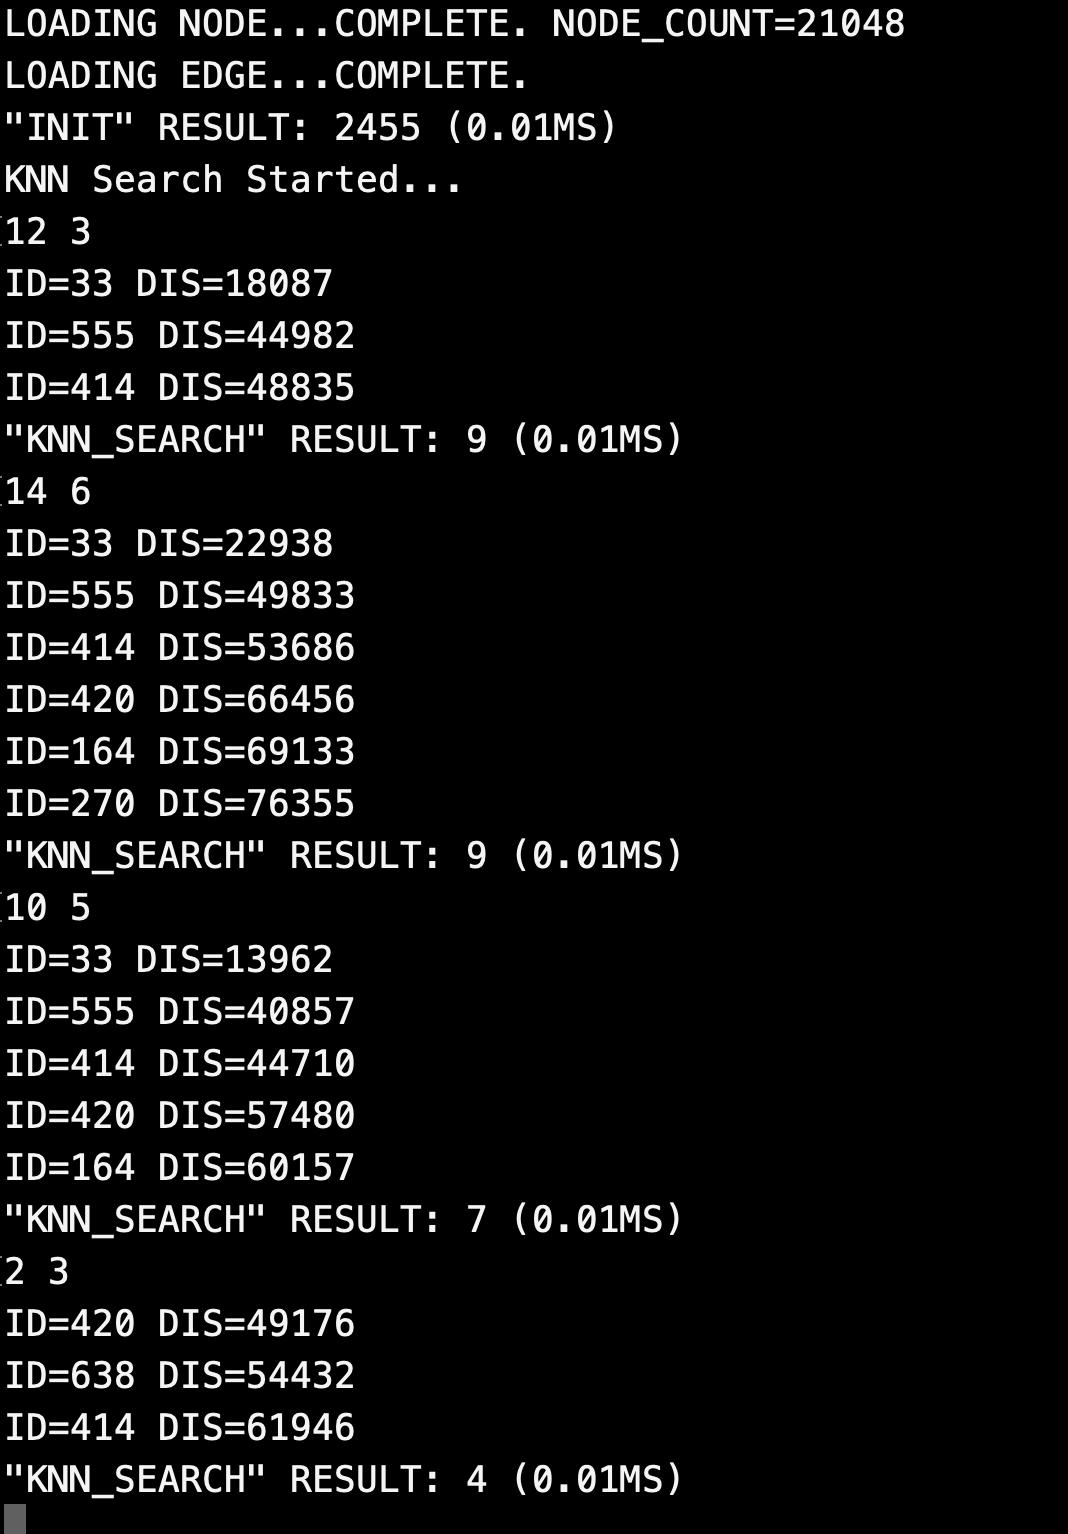 LOADING NODE...COMPLETE. NODE_COUNT=21048
LOADING EDGE...COMPLETE.
"INIT" RESULT: 2455 (0.01MS)
KNN Search Started...
12 3
ID=33 DIS=18087
ID=555 DIS=44982
ID=414 DIS=48835
"KNN_SEARCH" RESULT: 9 (0.01MS)
14 6
ID=33 DIS=22938
ID=555 DIS=49833
ID=414 DIS=53686
ID=420 DIS=66456
ID=164 DIS=69133
ID=270 DIS=76355
"KNN_SEARCH" RESULT: 9 (0.01MS)
10 5
ID=33 DIS=13962
ID=555 DIS=40857
ID=414 DIS=44710
ID=420 DIS=57480
ID=164 DIS=60157
"KNN_SEARCH" RESULT: 7 (0.01MS)
2 3
ID=420 DIS=49176
ID=638 DIS=54432
ID=414 DIS=61946
"KNN_SEARCH" RESULT: 4 (0.01MS)